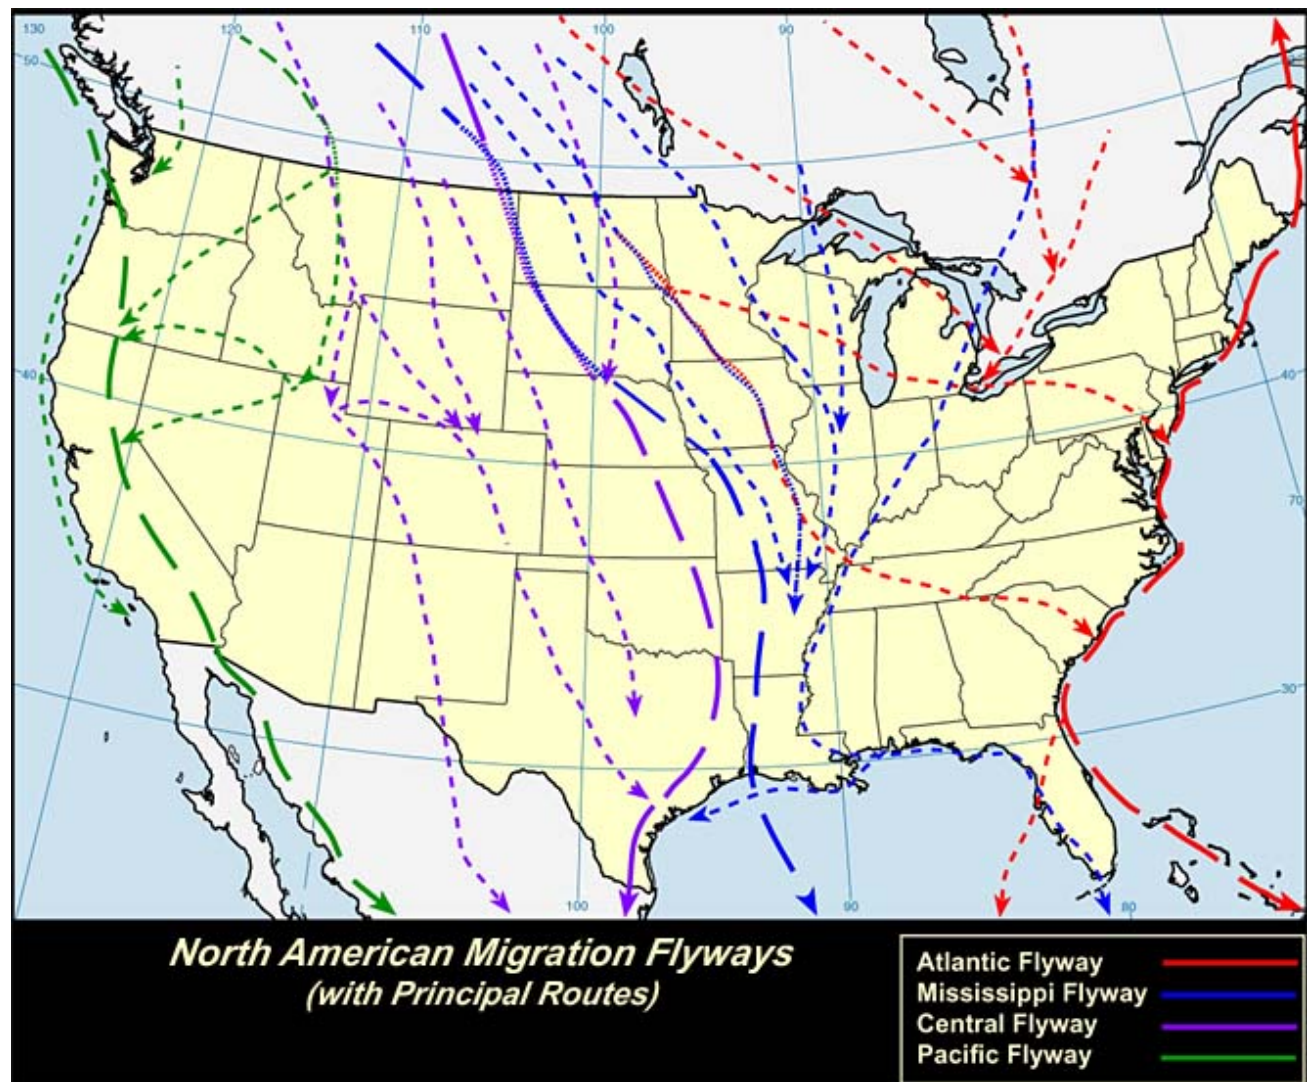 130
120
110
100
90
50
40
40
70
30
100
90
80
North American Migration Flyways
(with Principal Routes)
Atlantic Flyway
Mississippi Flyway
Central Flyway
Pacific Flyway